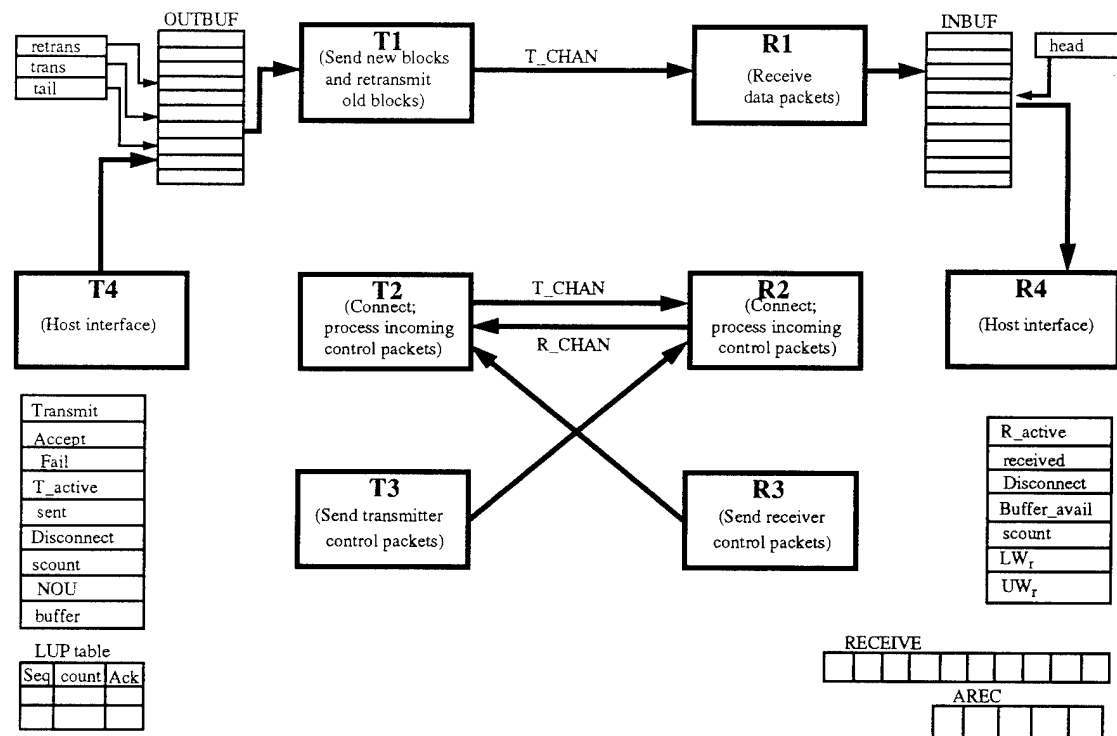 OUTBUF
INBUF
retrans
trans
tail
T1
(Send new blocks
and retransmit
old blocks)
T_CHAN
R1
(Receive
data packets)
head
T4
(Host interface)
T2
(Connect;
process incoming
control packets)
T_CHAN
R_CHAN
R2
(Connect;
process incoming
control packets)
R4
(Host interface)
T3
(Send transmitter
control packets)
R3
(Send receiver
control packets)
Transmit
Accept
Fail
T_active
sent
Disconnect
scount
NOU
buffer
R_active
received
Disconnect
Buffer_avail
scount
LWr
UWr
LUP table
Seq count Ack
RECEIVE
AREC